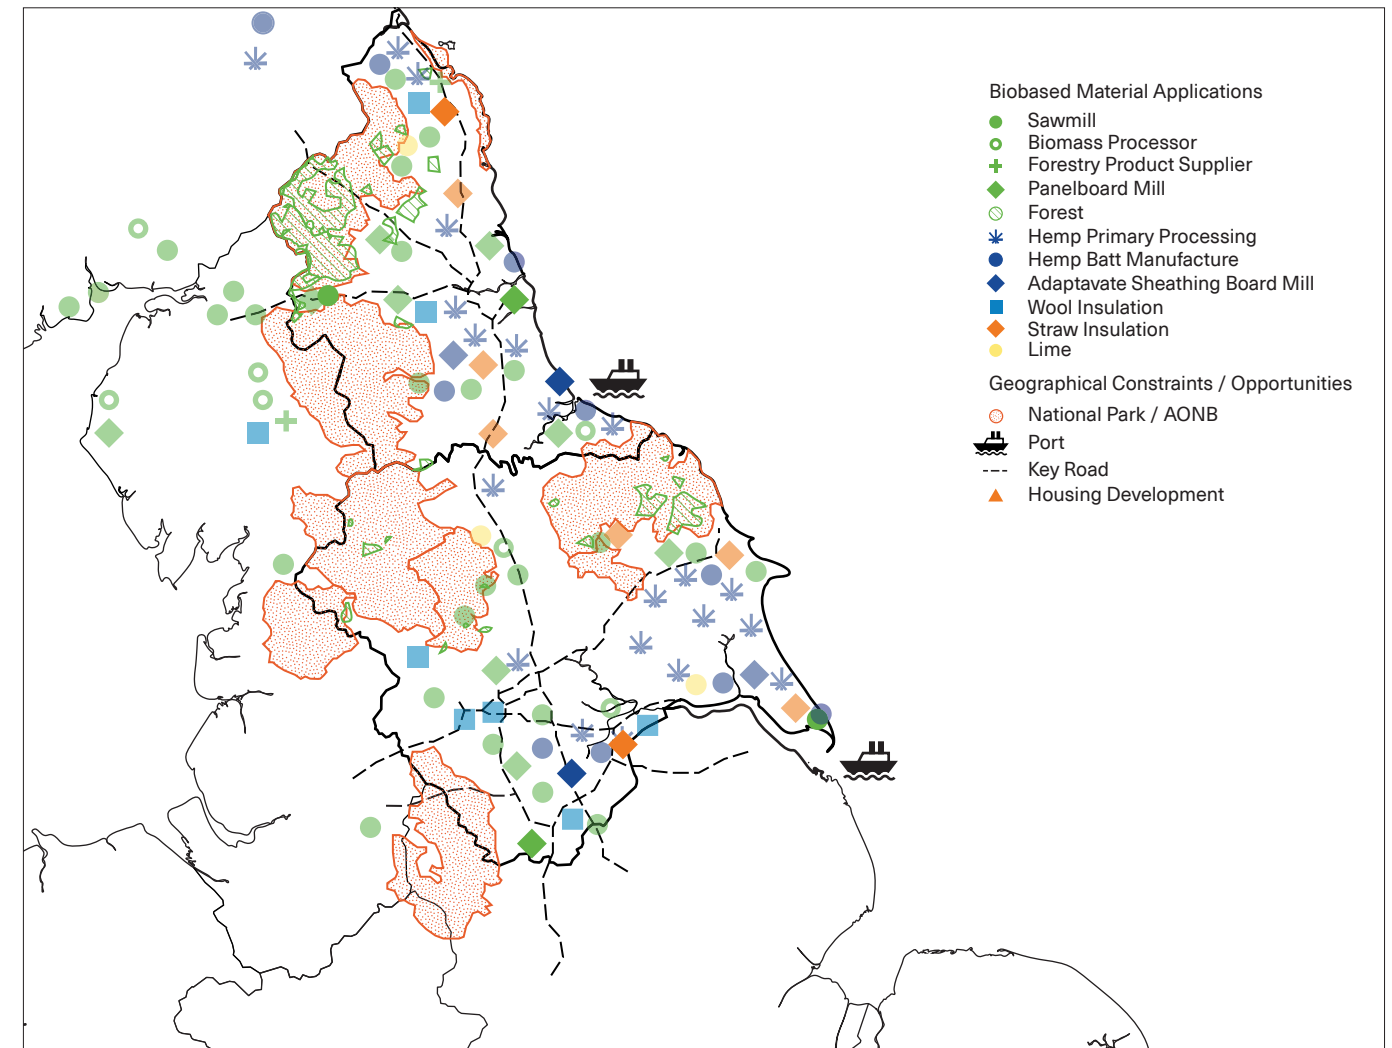 Biobased Material Applications
Sawmill
Biomass Processor
Forestry Product Supplier
Panelboard Mill
Forest
Hemp Primary Processing
Hemp Batt Manufacture
Adaptavate Sheathing Board Mill
Wool Insulation
Straw Insulation
Lime
Geographical Constraints / Opportunities
National Park / AONB
Port
Key Road
Housing Development